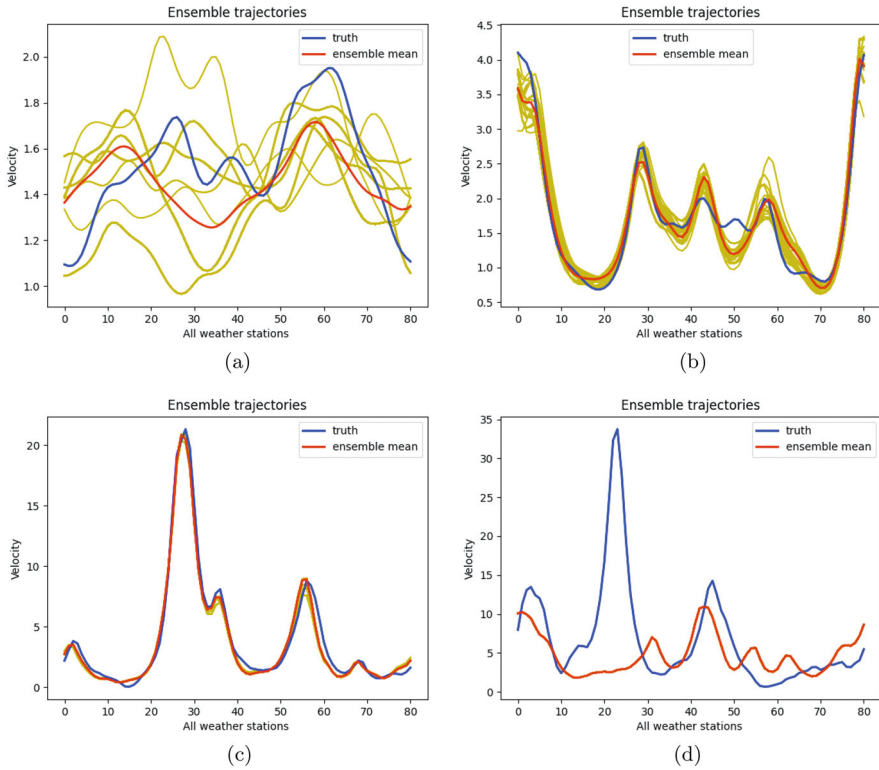 Ensemble trajectories
truth
ensemble mean
Velocity
2.0
1.8
1.6
1.4
1.2
1.0
0 10 20 30 40 50 60 70 80
All weather stations
(a)
Ensemble trajectories
truth
ensemble mean
Velocity
4.5
4.0
3.5
3.0
2.5
2.0
1.5
1.0
0.5
0 10 20 30 40 50 60 70 80
All weather stations
(b)
Ensemble trajectories
truth
ensemble mean
Velocity
20
15
10
5
0
0 10 20 30 40 50 60 70 80
All weather stations
(c)
Ensemble trajectories
truth
ensemble mean
Velocity
35
30
25
20
15
10
5
0
0 10 20 30 40 50 60 70 80
All weather stations
(d)